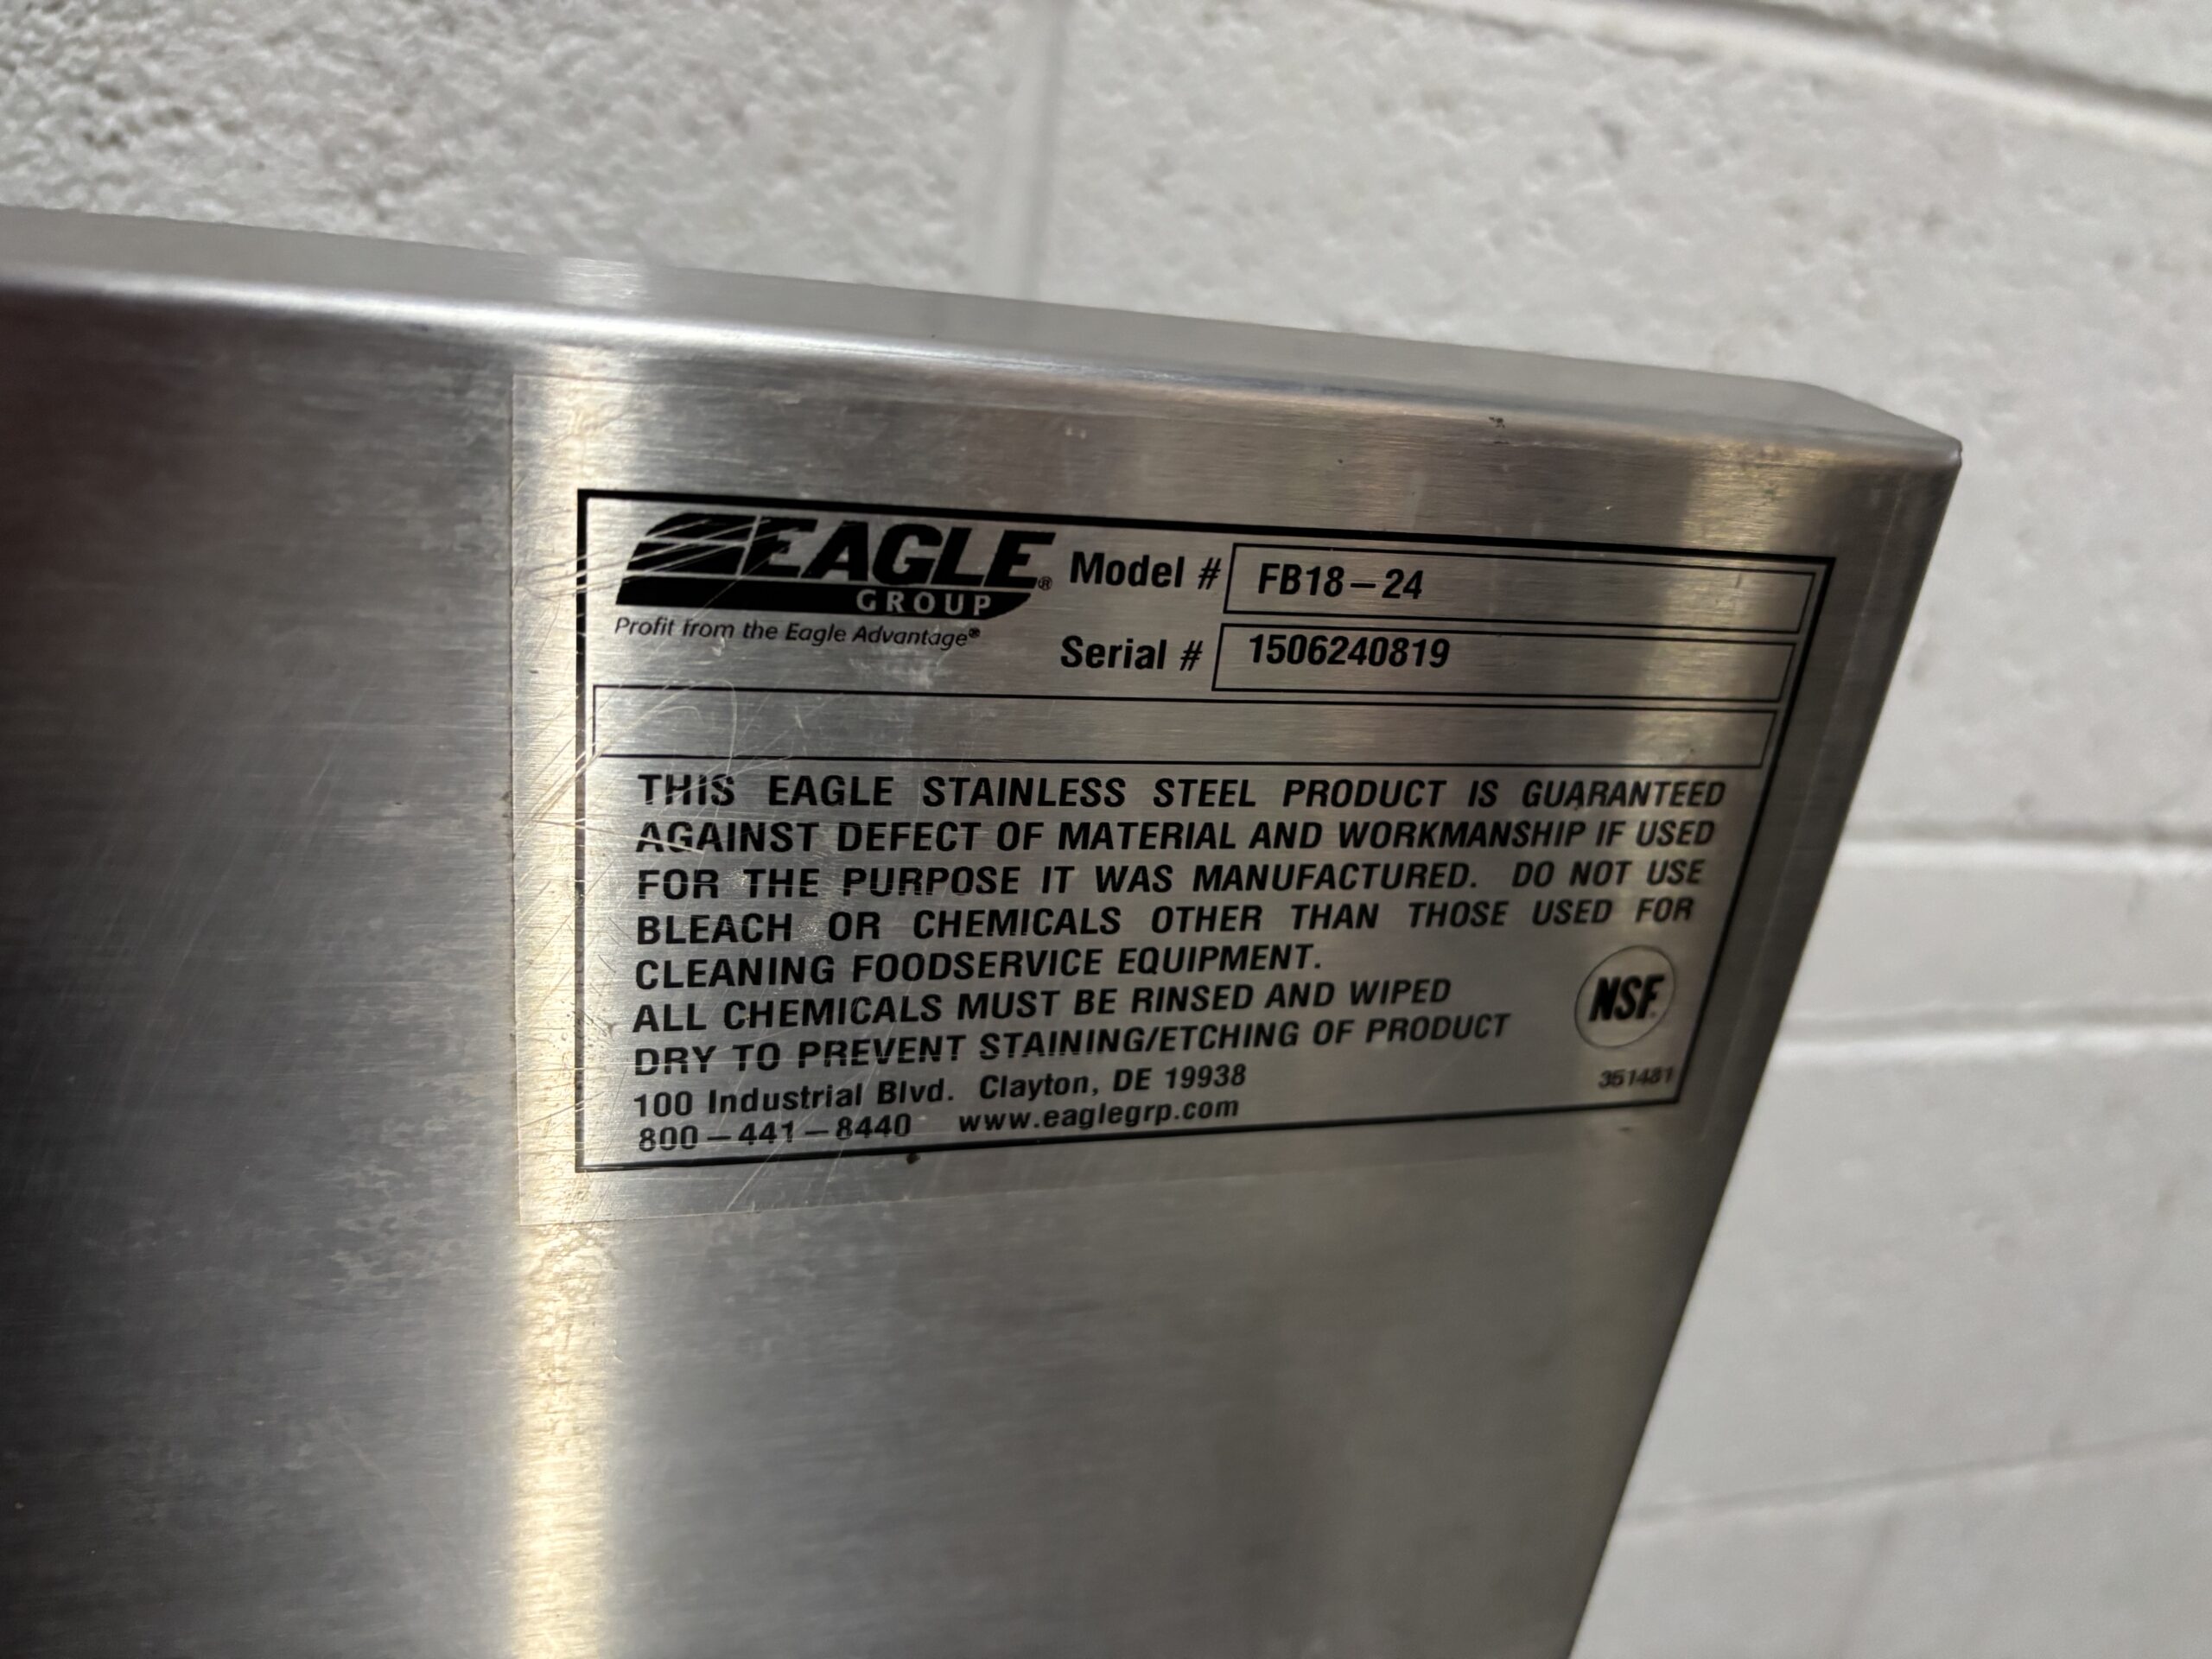 EAGLE® Model # FB18-24
GROUP
Profit from the Eagle Advantage®
Serial # 1506240819
THIS EAGLE STAINLESS STEEL PRODUCT IS GUARANTEED
AGAINST DEFECT OF MATERIAL AND WORKMANSHIP IF USED
FOR THE PURPOSE IT WAS MANUFACTURED. DO NOT USE
BLEACH OR CHEMICALS OTHER THAN THOSE USED FOR
CLEANING FOODSERVICE EQUIPMENT.
ALL CHEMICALS MUST BE RINSED AND WIPED
DRY TO PREVENT STAINING/ETCHING OF PRODUCT
NSF.
100 Industrial Blvd. Clayton, DE 19938
800-441-8440 www.eaglegrp.com
351481